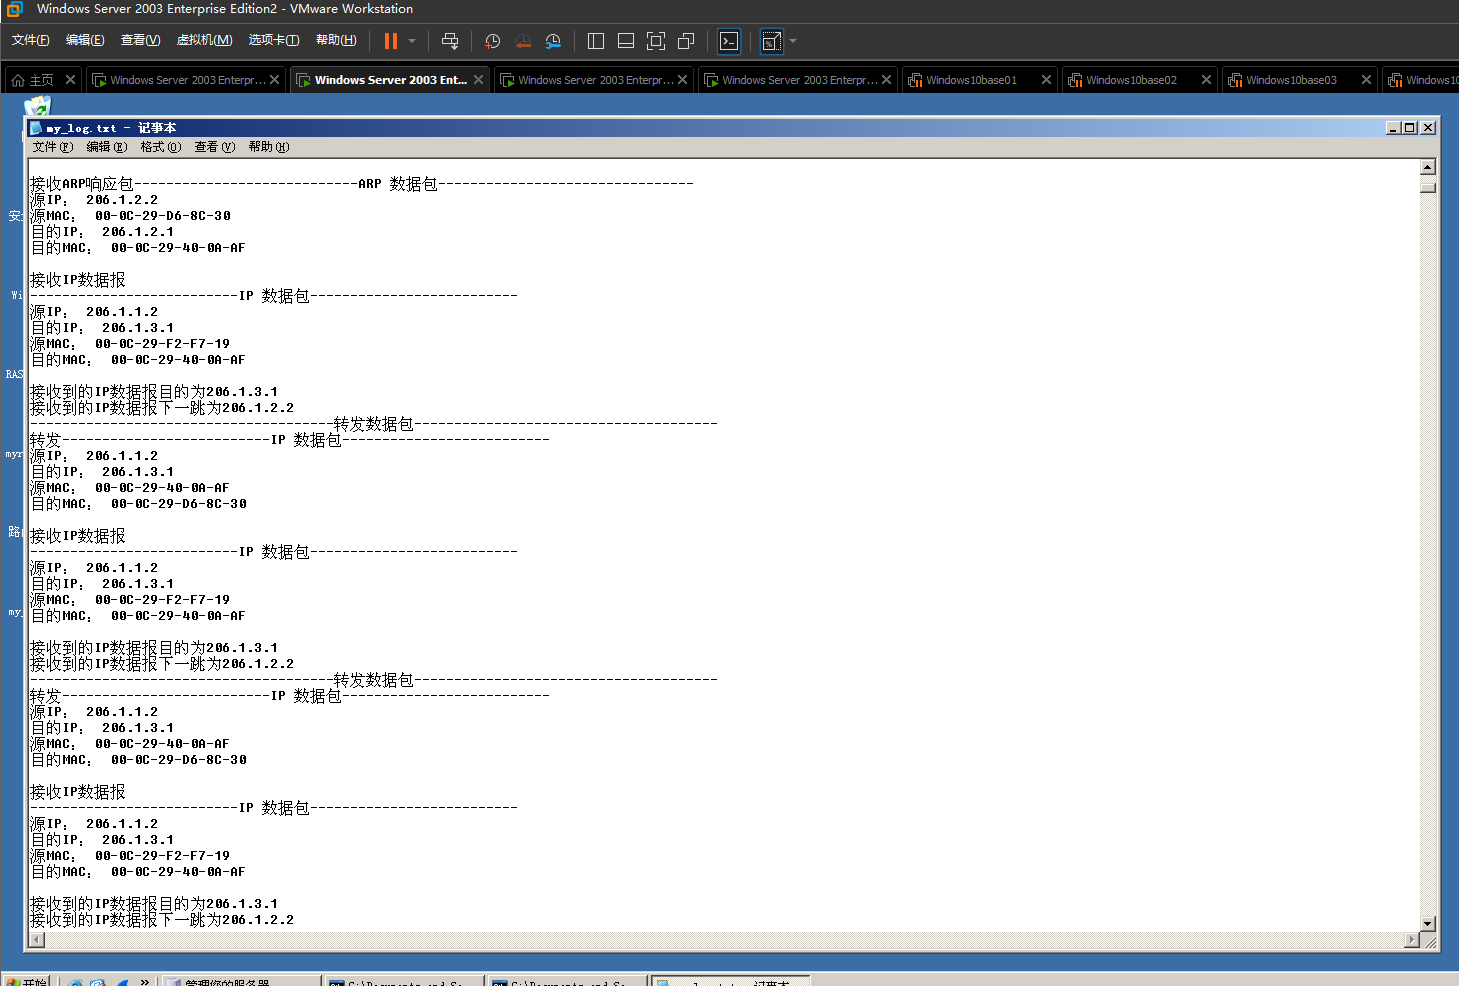 Windows Server 2003 Enterprise Edition2 - VMware Workstation
文件(F) 编辑(E) 查看(V) 虚拟机(M) 选项卡(T) 帮助(H)
主页 Windows Server 2003 Enterpr... Windows Server 2003 Ent... Windows Server 2003 Enterpr... Windows Server 2003 Enterpr... Windows10base01 Windows10base02 Windows10base03 Windows10
my_log.txt - 记事本
文件(F) 编辑(E) 格式(O) 查看(V) 帮助(H)
接收ARP响应包----------------------------ARP 数据包--------------------------------
源IP： 206.1.2.2
源MAC： 00-0C-29-D6-8C-30
目的IP： 206.1.2.1
目的MAC： 00-0C-29-40-0A-AF
接收IP数据报
--------------------------IP 数据包--------------------------
源IP： 206.1.1.2
目的IP： 206.1.3.1
源MAC： 00-0C-29-F2-F7-19
目的MAC： 00-0C-29-40-0A-AF
接收到的IP数据报目的为206.1.3.1
接收到的IP数据报下一跳为206.1.2.2
--------------------------------------转发数据包--------------------------------------
转发--------------------------IP 数据包--------------------------
源IP： 206.1.1.2
目的IP： 206.1.3.1
源MAC： 00-0C-29-40-0A-AF
目的MAC： 00-0C-29-D6-8C-30
接收IP数据报
--------------------------IP 数据包--------------------------
源IP： 206.1.1.2
目的IP： 206.1.3.1
源MAC： 00-0C-29-F2-F7-19
目的MAC： 00-0C-29-40-0A-AF
接收到的IP数据报目的为206.1.3.1
接收到的IP数据报下一跳为206.1.2.2
--------------------------------------转发数据包--------------------------------------
转发--------------------------IP 数据包--------------------------
源IP： 206.1.1.2
目的IP： 206.1.3.1
源MAC： 00-0C-29-40-0A-AF
目的MAC： 00-0C-29-D6-8C-30
接收IP数据报
--------------------------IP 数据包--------------------------
源IP： 206.1.1.2
目的IP： 206.1.3.1
源MAC： 00-0C-29-F2-F7-19
目的MAC： 00-0C-29-40-0A-AF
接收到的IP数据报目的为206.1.3.1
接收到的IP数据报下一跳为206.1.2.2
安
Wi
RAS
myr
路
my_
开始 管理您的服务器 记事本